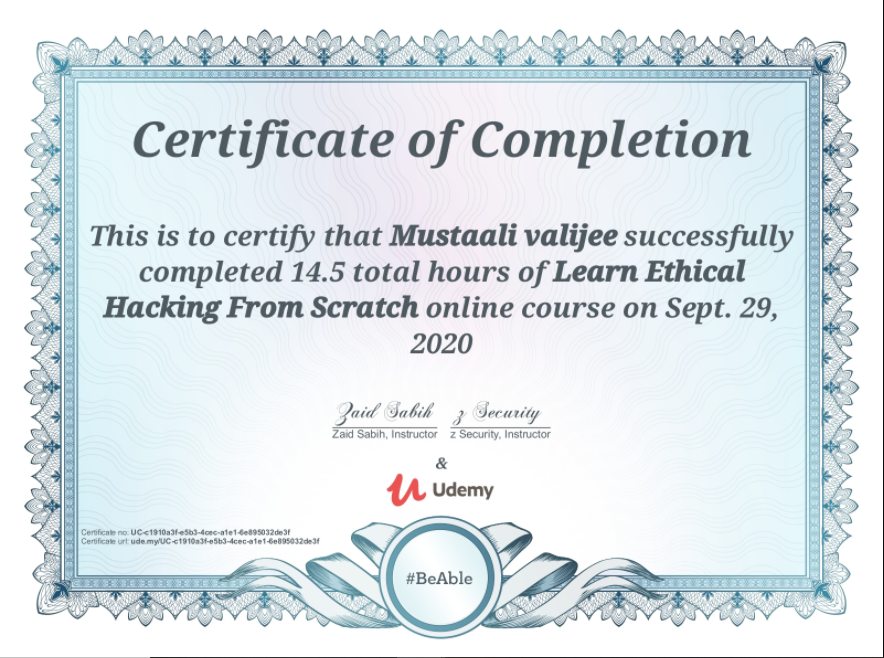 Certificate of Completion
This is to certify that Mustaali valijee successfully
completed 14.5 total hours of Learn Ethical
Hacking From Scratch online course on Sept. 29,
2020
Zaid Sabih z Security
Zaid Sabih, Instructor z Security, Instructor
&
Udemy
Certificate no: UC-c1910a3f-e5b3-4cec-a1e1-6e895032de3f
Certificate url: ude.my/UC-c1910a3f-e5b3-4cec-a1e1-6e895032de3f
#BeAble